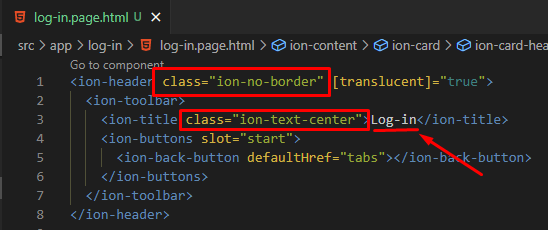 log-in.page.html U ×
src > app > log-in > log-in.page.html > ion-content > ion-card > ion-card-hea
Go to component
1 <ion-header class="ion-no-border" [translucent]="true">
2 <ion-toolbar>
3 <ion-title class="ion-text-center">Log-in</ion-title>
4 <ion-buttons slot="start">
5 <ion-back-button defaultHref="tabs"></ion-back-button>
6 </ion-buttons>
7 </ion-toolbar>
8 </ion-header>